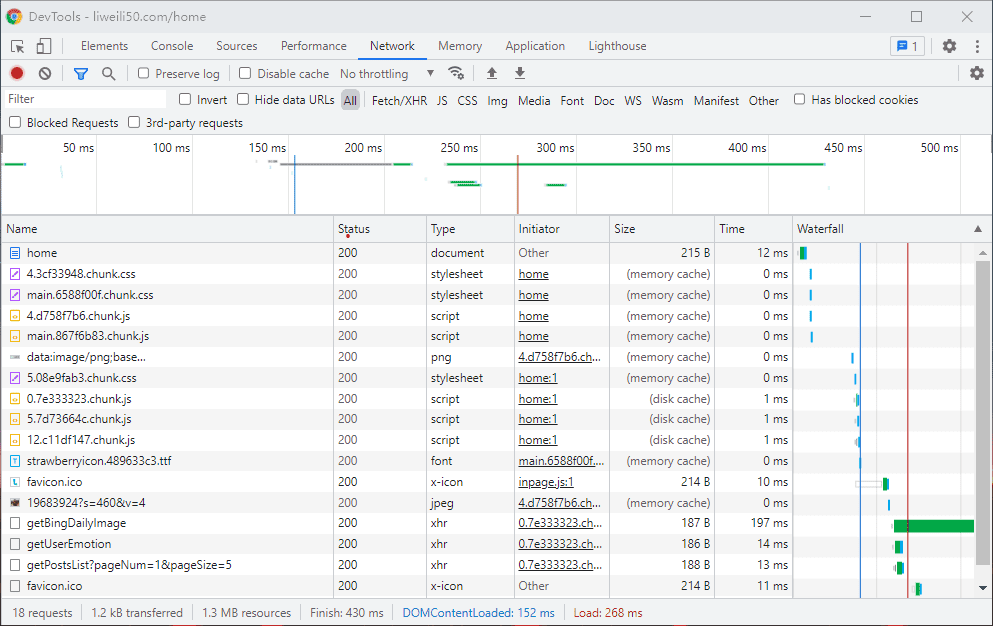 DevTools - liweili50.com/home
Elements Console Sources Performance Network Memory Application Lighthouse 1
Preserve log Disable cache No throttling
Filter Invert Hide data URLs All Fetch/XHR JS CSS Img Media Font Doc WS Wasm Manifest Other Has blocked cookies
Blocked Requests 3rd-party requests
50 ms 100 ms 150 ms 200 ms 250 ms 300 ms 350 ms 400 ms 450 ms 500 ms
Name Status Type Initiator Size Time Waterfall
home 200 document Other 215 B 12 ms
4.3cf33948.chunk.css 200 stylesheet home (memory cache) 0 ms
main.6588f00f.chunk.css 200 stylesheet home (memory cache) 0 ms
4.d758f7b6.chunk.js 200 script home (memory cache) 0 ms
main.867f6b83.chunk.js 200 script home (memory cache) 0 ms
data:image/png;base... 200 png 4.d758f7b6.ch... (memory cache) 0 ms
5.08e9fab3.chunk.css 200 stylesheet home:1 (memory cache) 0 ms
0.7e333323.chunk.js 200 script home:1 (disk cache) 1 ms
5.7d73664c.chunk.js 200 script home:1 (disk cache) 1 ms
12.c11df147.chunk.js 200 script home:1 (disk cache) 1 ms
strawberryicon.489633c3.ttf 200 font main.6588f00f.... (memory cache) 0 ms
favicon.ico 200 x-icon inpage.js:1 214 B 10 ms
19683924?s=460&v=4 200 jpeg 4.d758f7b6.ch... (memory cache) 0 ms
getBingDailyImage 200 xhr 0.7e333323.ch... 187 B 197 ms
getUserEmotion 200 xhr 0.7e333323.ch... 186 B 14 ms
getPostsList?pageNum=1&pageSize=5 200 xhr 0.7e333323.ch... 188 B 13 ms
favicon.ico 200 x-icon Other 214 B 11 ms
18 requests 1.2 kB transferred 1.3 MB resources Finish: 430 ms DOMContentLoaded: 152 ms Load: 268 ms